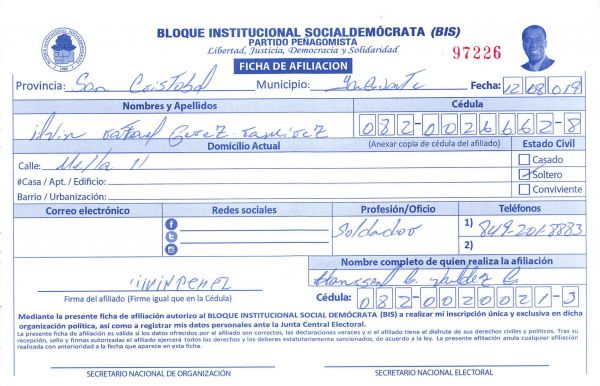 BLOQUE INSTITUCIONAL SOCIALDEMÓCRATA (BIS)
PARTIDO PEÑAGOMISTA
Libertad, Justicia, Democracia y Solidaridad
97226
FICHA DE AFILIACION
Provincia: San Cristobal Municipio: Fecha: 12 08 019
Nombres y Apellidos Cédula
Ramirez 082-0026662-8
Domicilio Actual (Anexar copia de cédula del afiliado) Estado Civil
Calle: Mella 11 Casado
#Casa / Apt. / Edificio: Soltero
Barrio / Urbanización: Conviviente
Correo electrónico Redes sociales Profesión/Oficio Teléfonos
Soldador 1) 849-201-8883
2)
Nombre completo de quien realiza la afiliación
Firma del afiliado (Firme igual que en la Cédula) Cédula: 082-0020021-3
Mediante la presente ficha de afiliación autorizo al BLOQUE INSTITUCIONAL SOCIAL DEMÓCRATA (BIS) a realizar mi inscripción única y exclusiva en dicha
organización política, así como a registrar mis datos personales ante la Junta Central Electoral.
La presente ficha de afiliación es válida si los datos ofrecidos por el afiliado son correctos, las declaraciones veraces y si el afiliado tiene el disfrute de sus derechos civiles y políticos. Tras su
recepción, sello y firmas autorizadas el afiliado ejercerá todos los derechos y los deberes estatutariamente sancionados, de acuerdo a la ley. La presente afiliación anula cualquier afiliación
realizada con anterioridad a la fecha que aparece en esta ficha.
SECRETARIO NACIONAL DE ORGANIZACIÓN SECRETARIO NACIONAL ELECTORAL